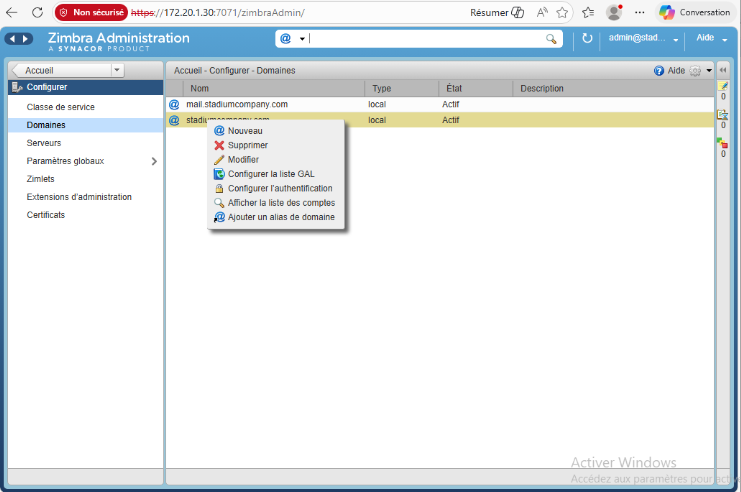 Non sécurisé https://172.20.1.30:7071/zimbraAdmin/ Résumer Conversation
Zimbra Administration
A SYNACOR PRODUCT
admin@stad... Aide
Accueil
Accueil - Configurer - Domaines Aide
Configurer
Nom Type État Description
Classe de service
mail.stadiumcompany.com local Actif
Domaines
stadiumcompany.com local Actif
Serveurs
Paramètres globaux
Zimlets
Extensions d'administration
Certificats
Nouveau
Supprimer
Modifier
Configurer la liste GAL
Configurer l'authentification
Afficher la liste des comptes
Ajouter un alias de domaine
0
0
0
Activer Windows
Accédez aux paramètres pour activ